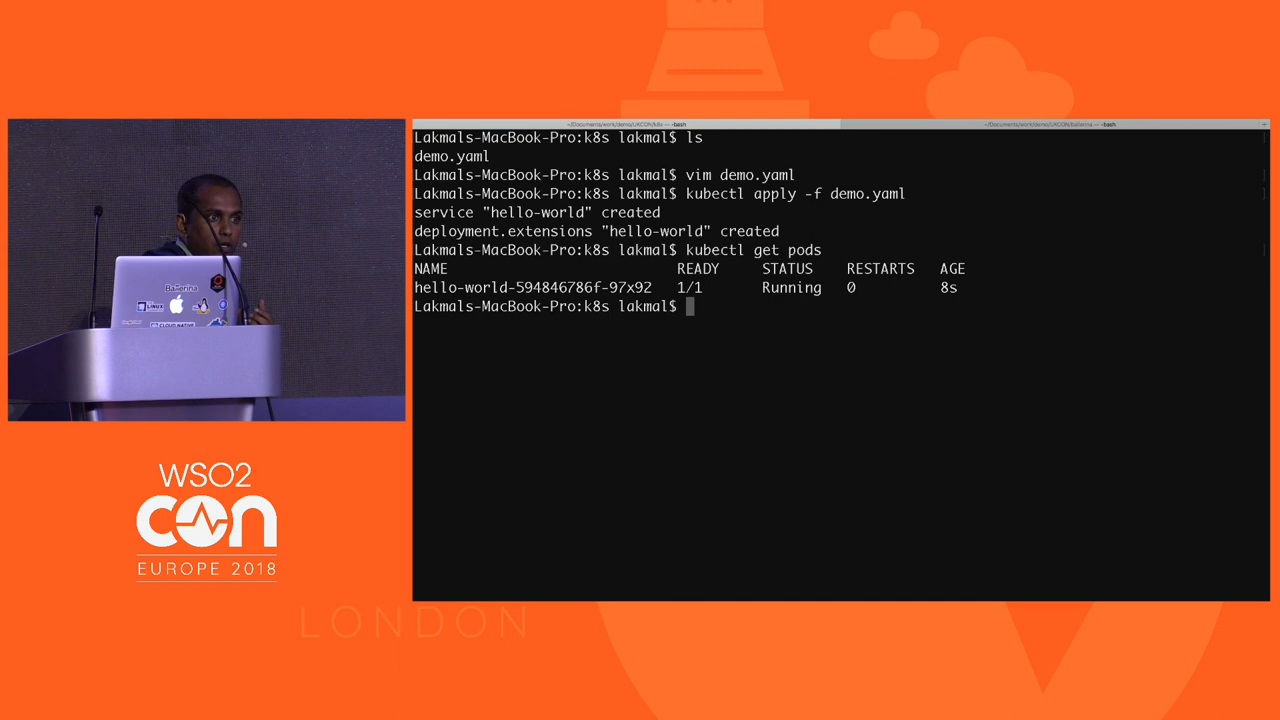 ~/Documents/work/demo/UKCON/k8s — -bash
~/Documents/work/demo/UKCON/ballerina — -bash
Lakmals-MacBook-Pro:k8s lakmal$ ls
demo.yaml
Lakmals-MacBook-Pro:k8s lakmal$ vim demo.yaml
Lakmals-MacBook-Pro:k8s lakmal$ kubectl apply -f demo.yaml
service "hello-world" created
deployment.extensions "hello-world" created
Lakmals-MacBook-Pro:k8s lakmal$ kubectl get pods
NAME READY STATUS RESTARTS AGE
hello-world-594846786f-97x92 1/1 Running 0 8s
Lakmals-MacBook-Pro:k8s lakmal$
Ballerina
LINUX
CLOUD NATIVE
WSO2
CON
EUROPE 2018
LONDON